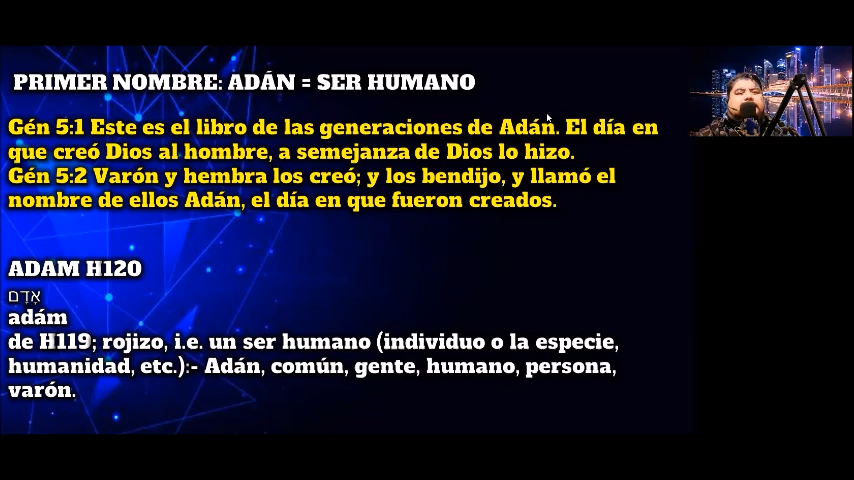 PRIMER NOMBRE: ADÁN = SER HUMANO
Gén 5:1 Este es el libro de las generaciones de Adán. El día en
que creó Dios al hombre, a semejanza de Dios lo hizo.
Gén 5:2 Varón y hembra los creó; y los bendijo, y llamó el
nombre de ellos Adán, el día en que fueron creados.
ADAM H120
אָדָם
adám
de H119; rojizo, i.e. un ser humano (individuo o la especie,
humanidad, etc.):- Adán, común, gente, humano, persona,
varón.